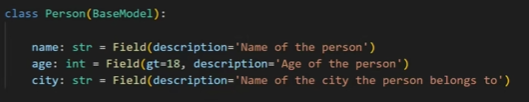 class Person(BaseModel):
name: str = Field(description='Name of the person')
age: int = Field(gt=18, description='Age of the person')
city: str = Field(description='Name of the city the person belongs to')